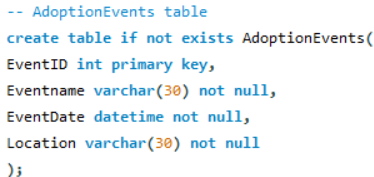 -- AdoptionEvents table
create table if not exists AdoptionEvents(
EventID int primary key,
Eventname varchar(30) not null,
EventDate datetime not null,
Location varchar(30) not null
);